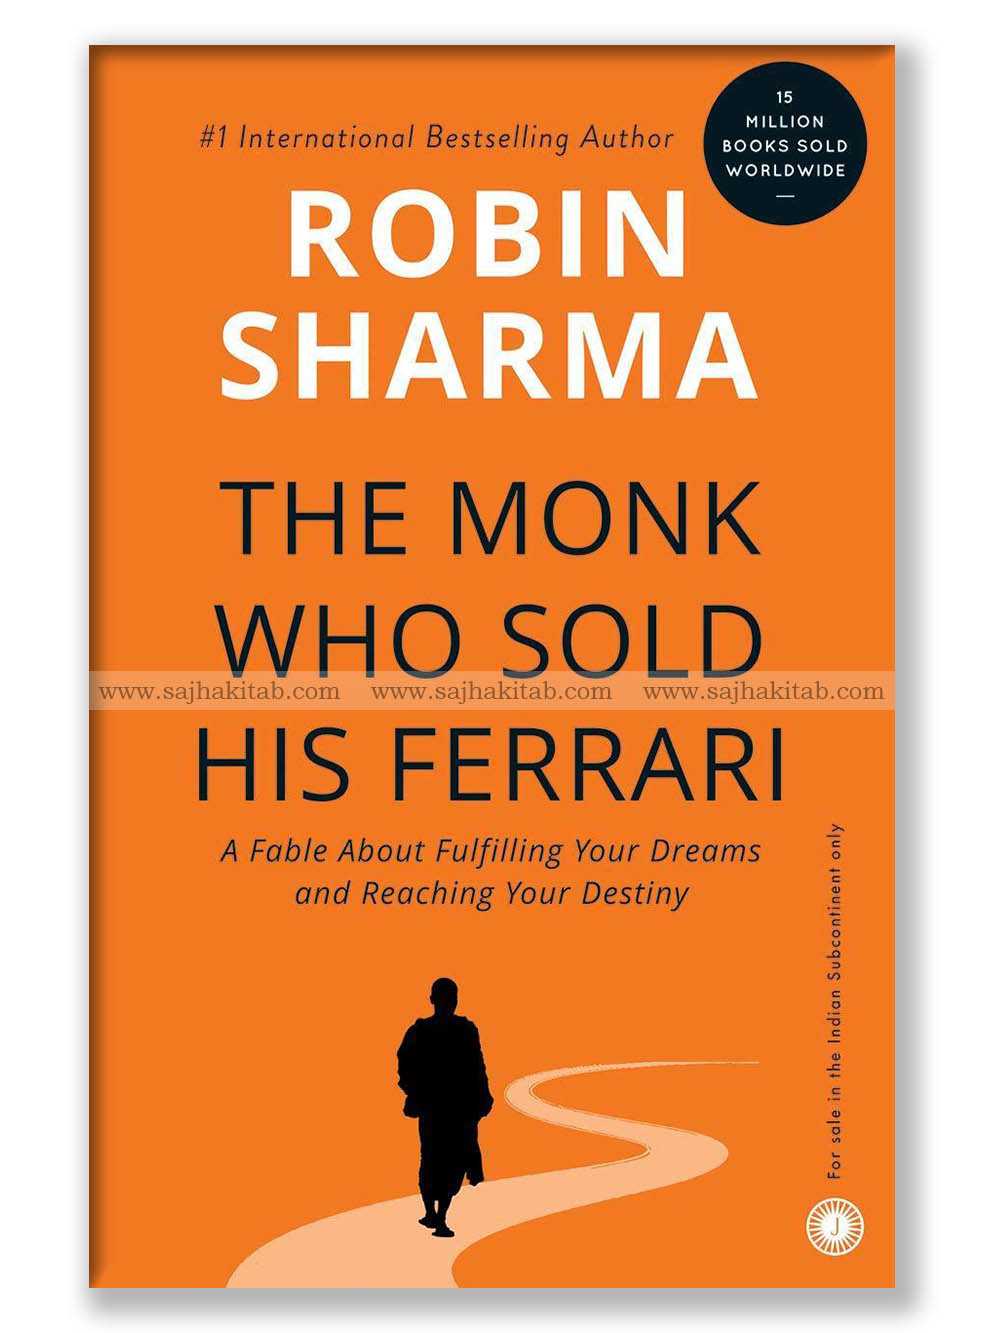 15
MILLION
BOOKS SOLD
WORLDWIDE
#1 International Bestselling Author
ROBIN
SHARMA
THE MONK
WHO SOLD
www.sajhakitab.com www.sajhakitab.com www.sajhakitab.com
HIS FERRARI
A Fable About Fulfilling Your Dreams
and Reaching Your Destiny
For sale in the Indian Subcontinent only
J